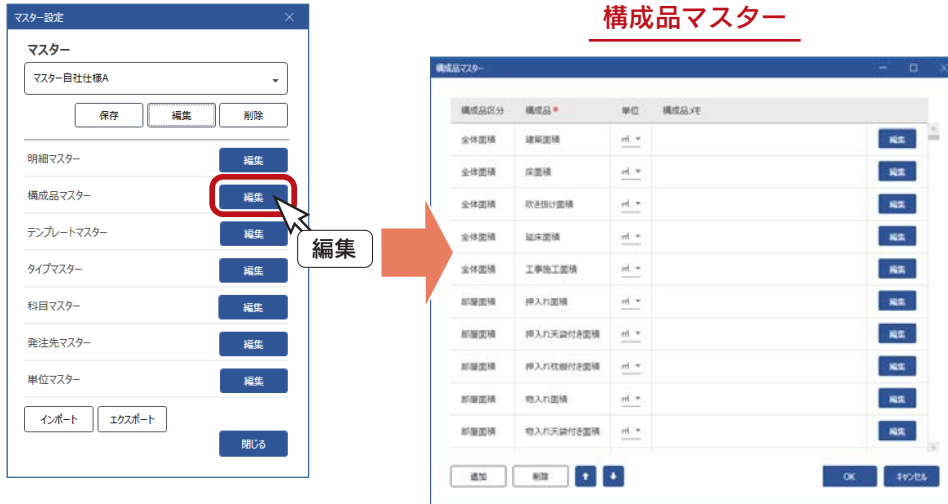 マスター設定
マスター
マスター自社仕様A
保存 編集 削除
明細マスター 編集
構成品マスター 編集
テンプレートマスター 編集
タイプマスター 編集
科目マスター 編集
発注先マスター 編集
単位マスター 編集
インポート エクスポート
閉じる
編集
構成品マスター
構成品マスター
構成品区分 構成品* 単位 構成品メモ
全体面積 建築面積 ㎡ 編集
全体面積 床面積 ㎡ 編集
全体面積 吹き抜け面積 ㎡ 編集
全体面積 延床面積 ㎡ 編集
全体面積 工事施工面積 ㎡ 編集
部屋面積 押入れ面積 ㎡ 編集
部屋面積 押入れ天袋付き面積 ㎡ 編集
部屋面積 押入れ枕棚付き面積 ㎡ 編集
部屋面積 物入れ面積 ㎡ 編集
部屋面積 物入れ天袋付き面積 ㎡ 編集
追加 削除 OK キャンセル